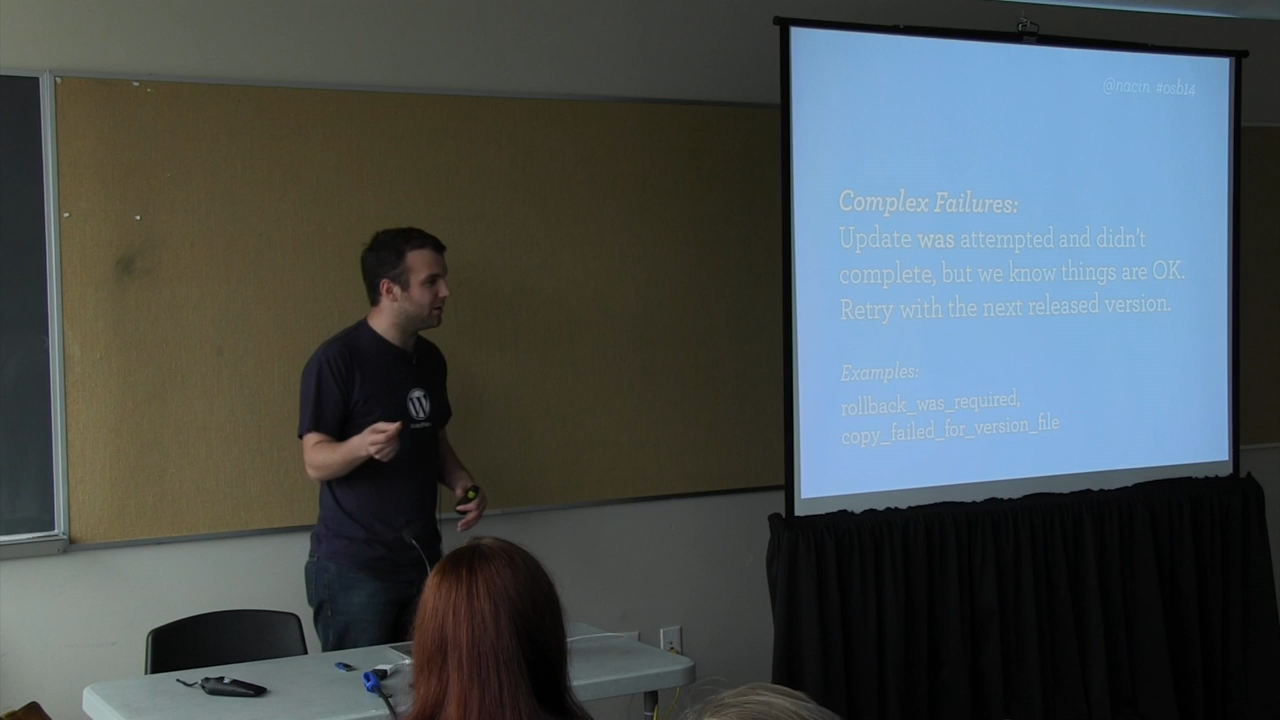 @nacin #osb14
Complex Failures:
Update was attempted and didn't
complete, but we know things are OK.
Retry with the next released version.
Examples:
rollback_was_required,
copy_failed_for_version_file